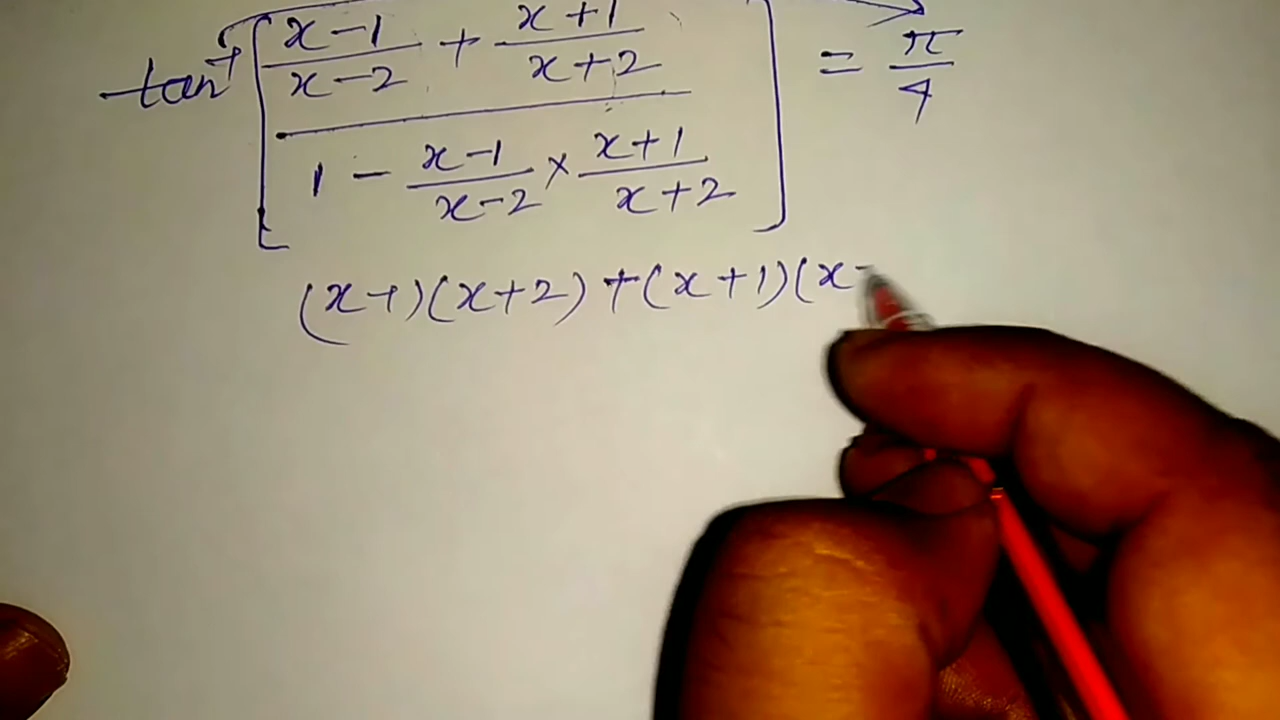 tan⁻¹ [ (x-1)/(x-2) + (x+1)/(x+2) / 1 - (x-1)/(x-2) × (x+1)/(x+2) ] = π/4
(x-1)(x+2) + (x+1)(x-